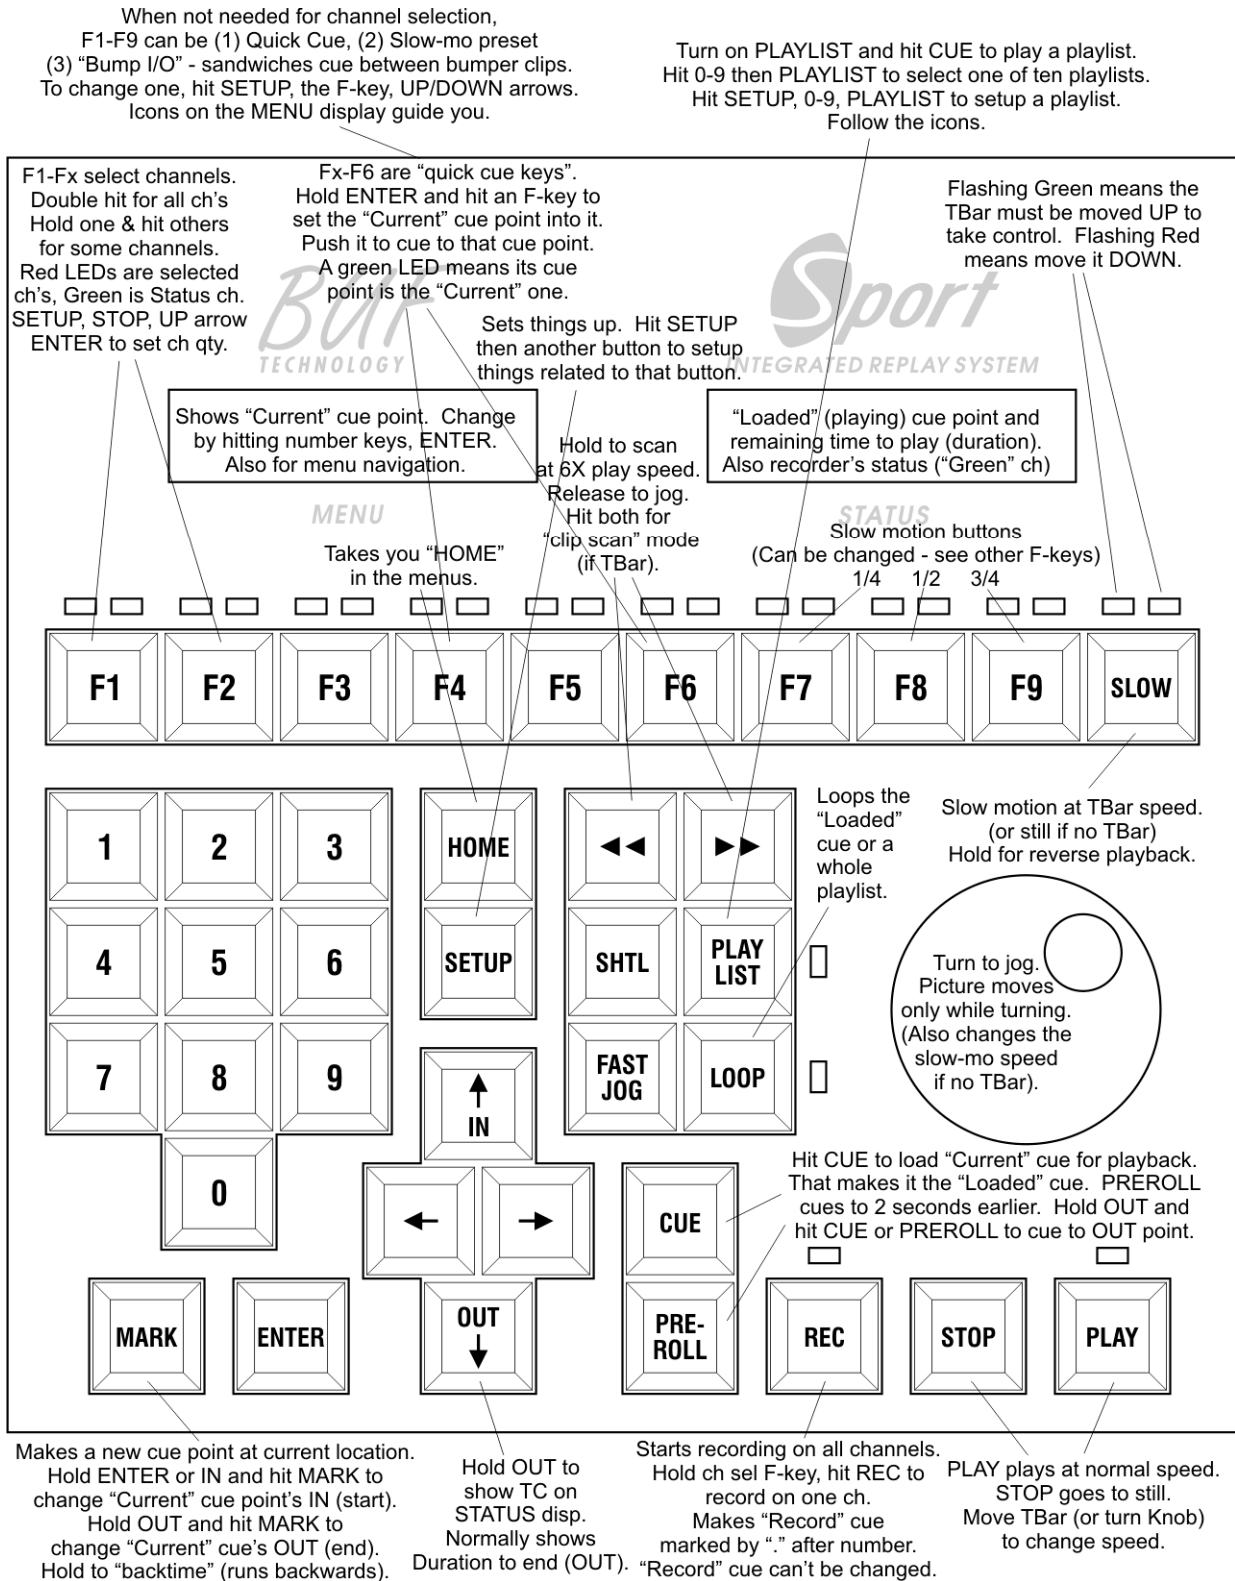 When not needed for channel selection,
F1-F9 can be (1) Quick Cue, (2) Slow-mo preset
(3) “Bump I/O” - sandwiches cue between bumper clips.
To change one, hit SETUP, the F-key, UP/DOWN arrows.
Icons on the MENU display guide you.
Turn on PLAYLIST and hit CUE to play a playlist.
Hit 0-9 then PLAYLIST to select one of ten playlists.
Hit SETUP, 0-9, PLAYLIST to setup a playlist.
Follow the icons.
F1-Fx select channels.
Double hit for all ch’s
Hold one & hit others
for some channels.
Red LEDs are selected
ch’s, Green is Status ch.
SETUP, STOP, UP arrow
ENTER to set ch qty.
Fx-F6 are “quick cue keys”.
Hold ENTER and hit an F-key to
set the “Current” cue point into it.
Push it to cue to that cue point.
A green LED means its cue
point is the “Current” one.
Flashing Green means the
TBar must be moved UP to
take control. Flashing Red
means move it DOWN.
BUF
TECHNOLOGY
Sport
INTEGRATED REPLAY SYSTEM
Sets things up. Hit SETUP
then another button to setup
things related to that button.
Shows “Current” cue point. Change
by hitting number keys, ENTER.
Also for menu navigation.
“Loaded” (playing) cue point and
remaining time to play (duration).
Also recorder’s status (“Green” ch)
Hold to scan
at 6X play speed.
Release to jog.
Hit both for
“clip scan” mode
(if TBar).
MENU
STATUS
Takes you “HOME”
in the menus.
Slow motion buttons
(Can be changed - see other F-keys)
1/4 1/2 3/4
F1 F2 F3 F4 F5 F6 F7 F8 F9 SLOW
Slow motion at TBar speed.
(or still if no TBar)
Hold for reverse playback.
Loops the
“Loaded”
cue or a
whole
playlist.
1 2 3
HOME
◄◄ ►►
4 5 6
SETUP
SHTL
PLAY
LIST
7 8 9
FAST
JOG
LOOP
Turn to jog.
Picture moves
only while turning.
(Also changes the
slow-mo speed
if no TBar).
↑
IN
0
← →
CUE
Hit CUE to load “Current” cue for playback.
That makes it the “Loaded” cue. PREROLL
cues to 2 seconds earlier. Hold OUT and
hit CUE or PREROLL to cue to OUT point.
MARK
ENTER
OUT
↓
PRE-
ROLL
REC
STOP
PLAY
Makes a new cue point at current location.
Hold ENTER or IN and hit MARK to
change “Current” cue point’s IN (start).
Hold OUT and hit MARK to
change “Current” cue’s OUT (end).
Hold to “backtime” (runs backwards).
Hold OUT to
show TC on
STATUS disp.
Normally shows
Duration to end (OUT).
Starts recording on all channels.
Hold ch sel F-key, hit REC to
record on one ch.
Makes “Record” cue
marked by “.” after number.
“Record” cue can’t be changed.
PLAY plays at normal speed.
STOP goes to still.
Move TBar (or turn Knob)
to change speed.